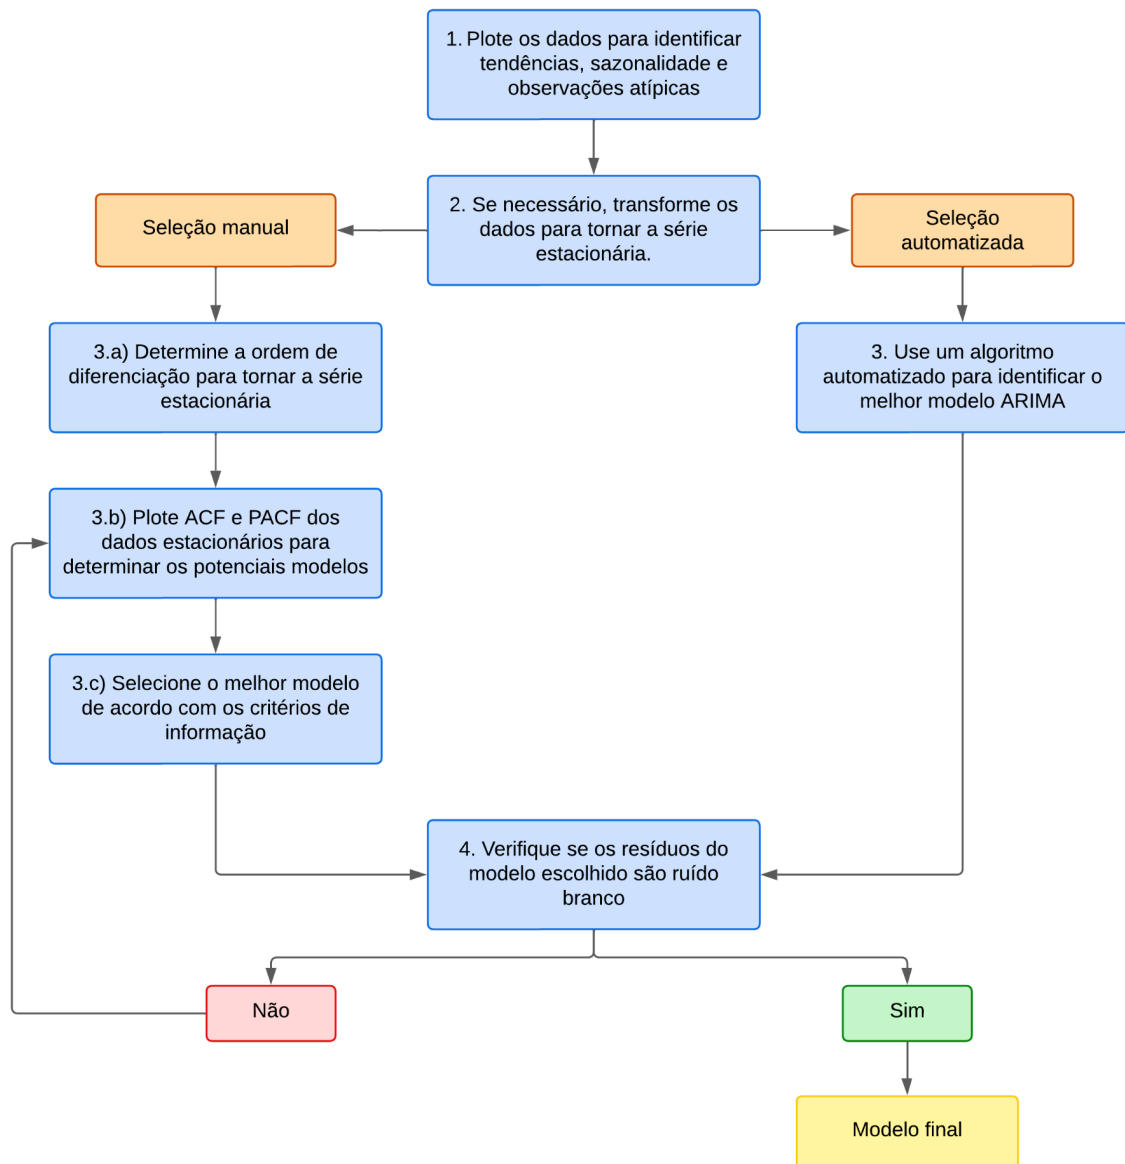 1. Plote os dados para identificar
tendências, sazonalidade e
observações atípicas
Seleção manual
2. Se necessário, transforme os
dados para tornar a série
estacionária.
Seleção
automatizada
3.a) Determine a ordem de
diferenciação para tornar a série
estacionária
3. Use um algoritmo
automatizado para identificar o
melhor modelo ARIMA
3.b) Plote ACF e PACF dos
dados estacionários para
determinar os potenciais modelos
3.c) Selecione o melhor modelo
de acordo com os critérios de
informação
4. Verifique se os resíduos do
modelo escolhido são ruído
branco
Não
Sim
Modelo final